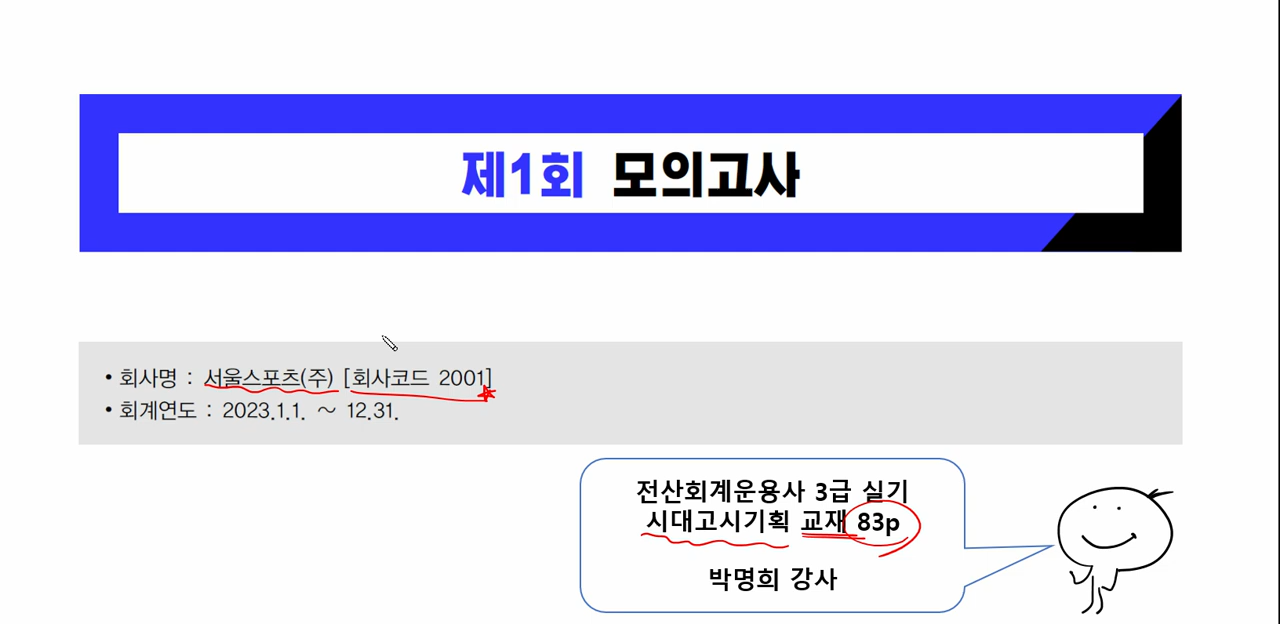 제1회 모의고사
• 회사명 : 서울스포츠(주) [회사코드 2001]
• 회계연도 : 2023.1.1. ~ 12.31.
전산회계운용사 3급 실기
시대고시기획 교재 83p
박명희 강사